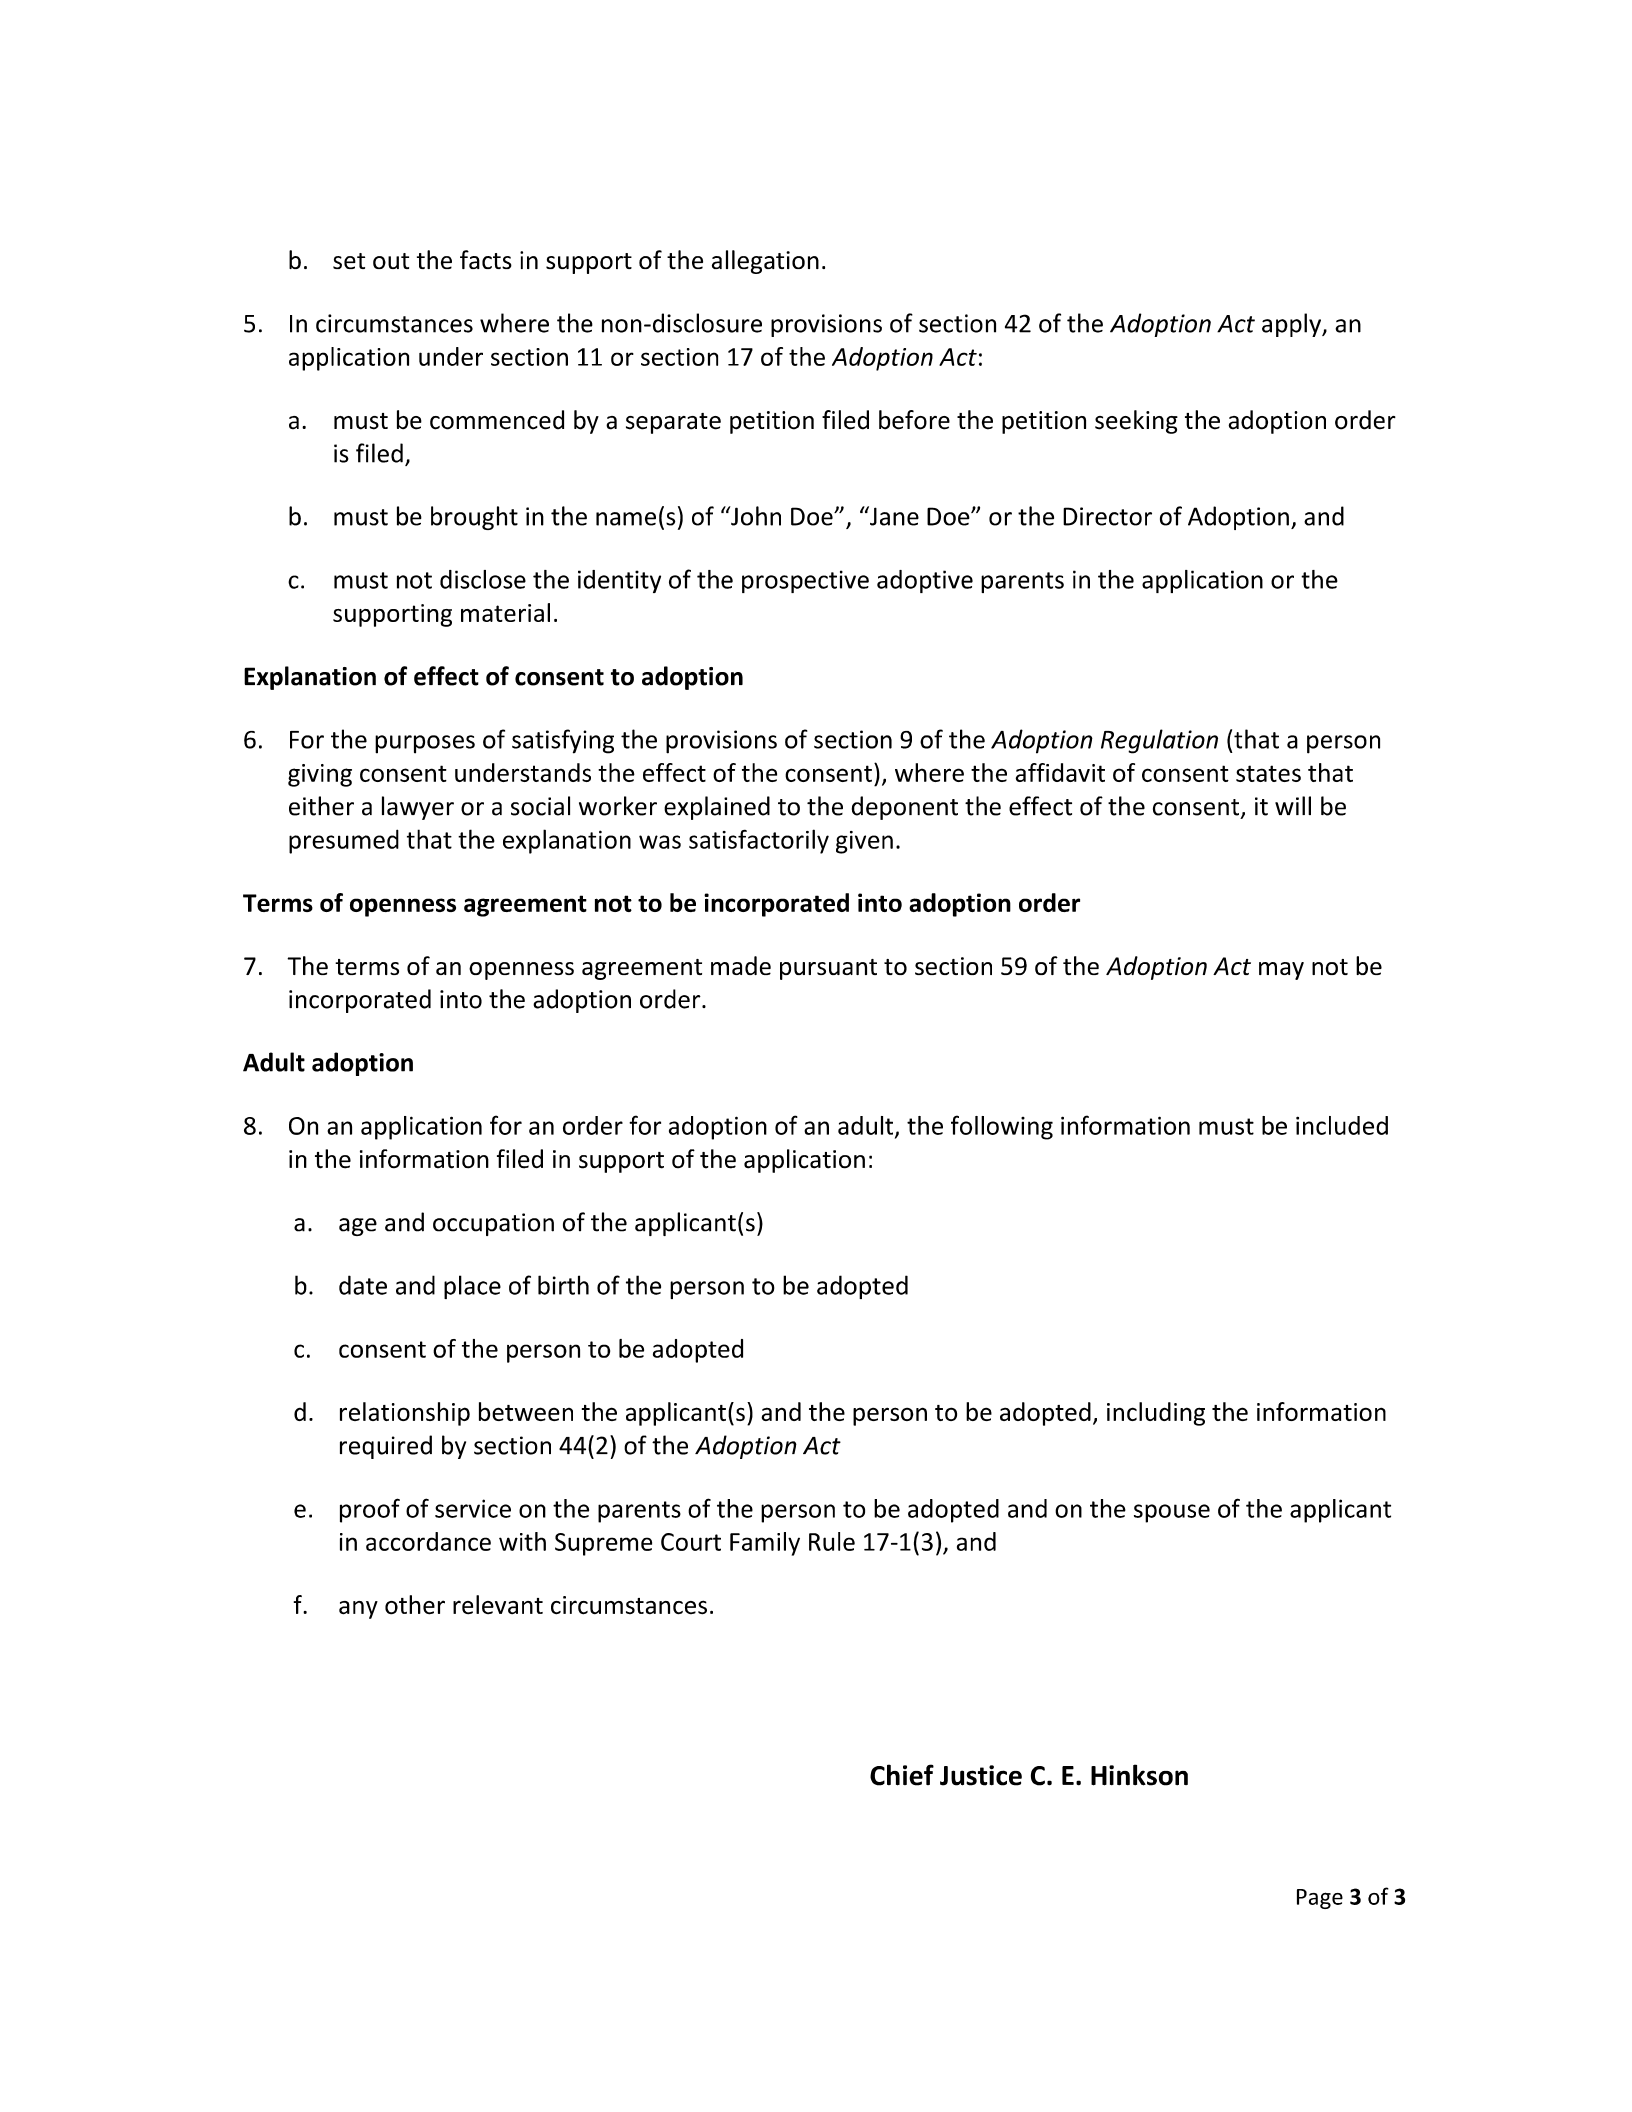 b. set out the facts in support of the allegation.
5. In circumstances where the non-disclosure provisions of section 42 of the Adoption Act apply, an
application under section 11 or section 17 of the Adoption Act:
a. must be commenced by a separate petition filed before the petition seeking the adoption order
is filed,
b. must be brought in the name(s) of “John Doe”, “Jane Doe” or the Director of Adoption, and
c. must not disclose the identity of the prospective adoptive parents in the application or the
supporting material.
Explanation of effect of consent to adoption
6. For the purposes of satisfying the provisions of section 9 of the Adoption Regulation (that a person
giving consent understands the effect of the consent), where the affidavit of consent states that
either a lawyer or a social worker explained to the deponent the effect of the consent, it will be
presumed that the explanation was satisfactorily given.
Terms of openness agreement not to be incorporated into adoption order
7. The terms of an openness agreement made pursuant to section 59 of the Adoption Act may not be
incorporated into the adoption order.
Adult adoption
8. On an application for an order for adoption of an adult, the following information must be included
in the information filed in support of the application:
a. age and occupation of the applicant(s)
b. date and place of birth of the person to be adopted
c. consent of the person to be adopted
d. relationship between the applicant(s) and the person to be adopted, including the information
required by section 44(2) of the Adoption Act
e. proof of service on the parents of the person to be adopted and on the spouse of the applicant
in accordance with Supreme Court Family Rule 17-1(3), and
f. any other relevant circumstances.
Chief Justice C. E. Hinkson
Page 3 of 3